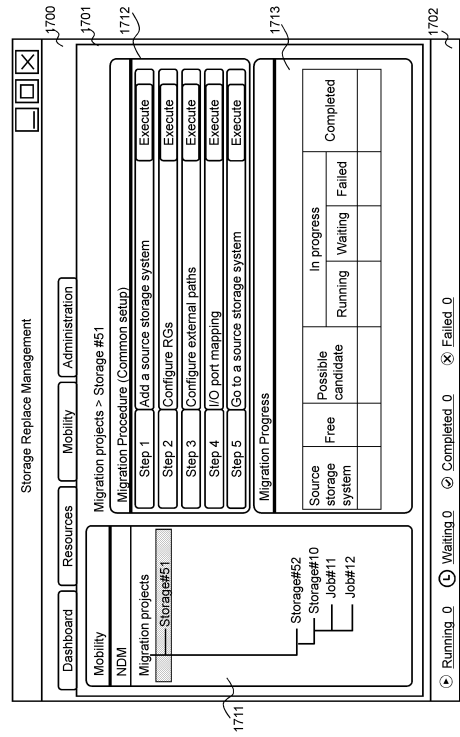 Storage Replace Management
1700
Dashboard
Resources
Mobility
Administration
1701
Mobility
NDM
Migration projects
Storage#51
Storage#52
Storage#10
Job#11
Job#12
1711
Migration projects > Storage #51
1712
Migration Procedure (Common setup)
Step 1 Add a source storage system Execute
Step 2 Configure RGs Execute
Step 3 Configure external paths Execute
Step 4 I/O port mapping Execute
Step 5 Go to a source storage system Execute
1713
Migration Progress
Source storage system
Free
Possible candidate
In progress
Running
Waiting
Failed
Completed
Running 0
Waiting 0
Completed 0
Failed 0
1702